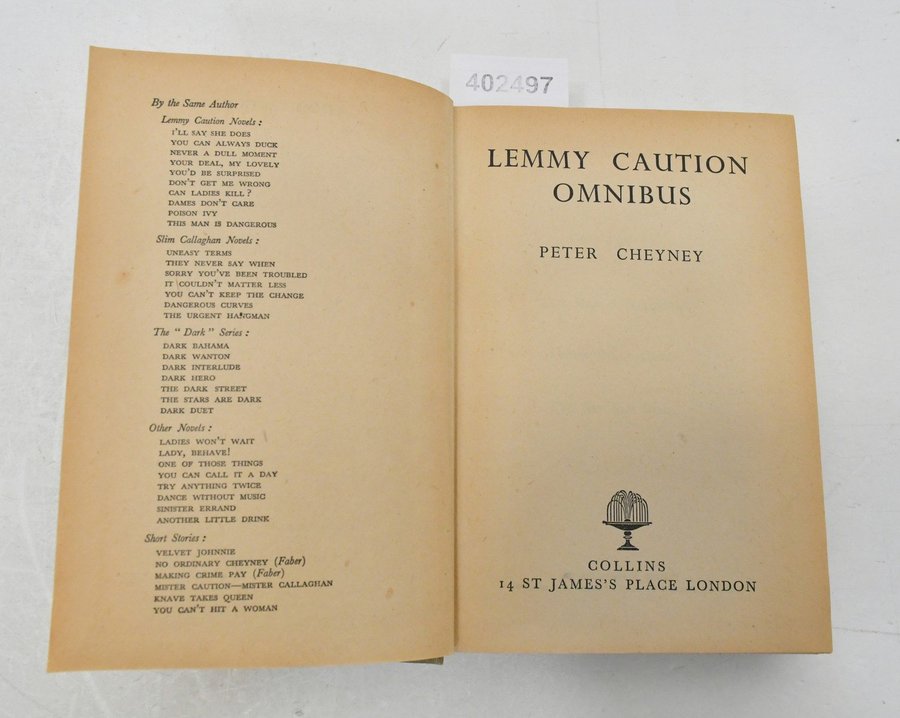 402497
By the Same Author
Lemmy Caution Novels :
I'LL SAY SHE DOES
YOU CAN ALWAYS DUCK
NEVER A DULL MOMENT
YOUR DEAL, MY LOVELY
YOU'D BE SURPRISED
DON'T GET ME WRONG
CAN LADIES KILL ?
DAMES DON'T CARE
POISON IVY
THIS MAN IS DANGEROUS
Slim Callaghan Novels :
UNEASY TERMS
THEY NEVER SAY WHEN
SORRY YOU'VE BEEN TROUBLED
IT COULDN'T MATTER LESS
YOU CAN'T KEEP THE CHANGE
DANGEROUS CURVES
THE URGENT HANGMAN
The " Dark " Series :
DARK BAHAMA
DARK WANTON
DARK INTERLUDE
DARK HERO
THE DARK STREET
THE STARS ARE DARK
DARK DUET
Other Novels :
LADIES WON'T WAIT
LADY, BEHAVE!
ONE OF THOSE THINGS
YOU CAN CALL IT A DAY
TRY ANYTHING TWICE
DANCE WITHOUT MUSIC
SINISTER ERRAND
ANOTHER LITTLE DRINK
Short Stories :
VELVET JOHNNIE
NO ORDINARY CHEYNEY (Faber)
MAKING CRIME PAY (Faber)
MISTER CAUTION—MISTER CALLAGHAN
KNAVE TAKES QUEEN
YOU CAN'T HIT A WOMAN
LEMMY CAUTION
OMNIBUS
PETER CHEYNEY
COLLINS
14 ST JAMES'S PLACE LONDON